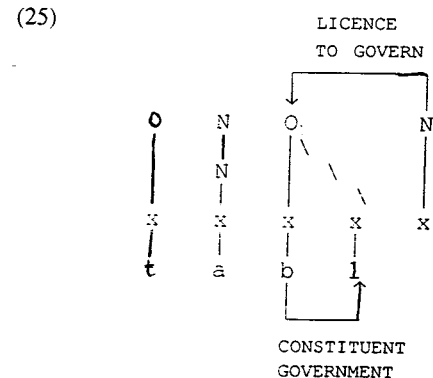 (25)
LICENCE
TO GOVERN
O N O N
N
x x x x x
t a b l
CONSTITUENT
GOVERNMENT